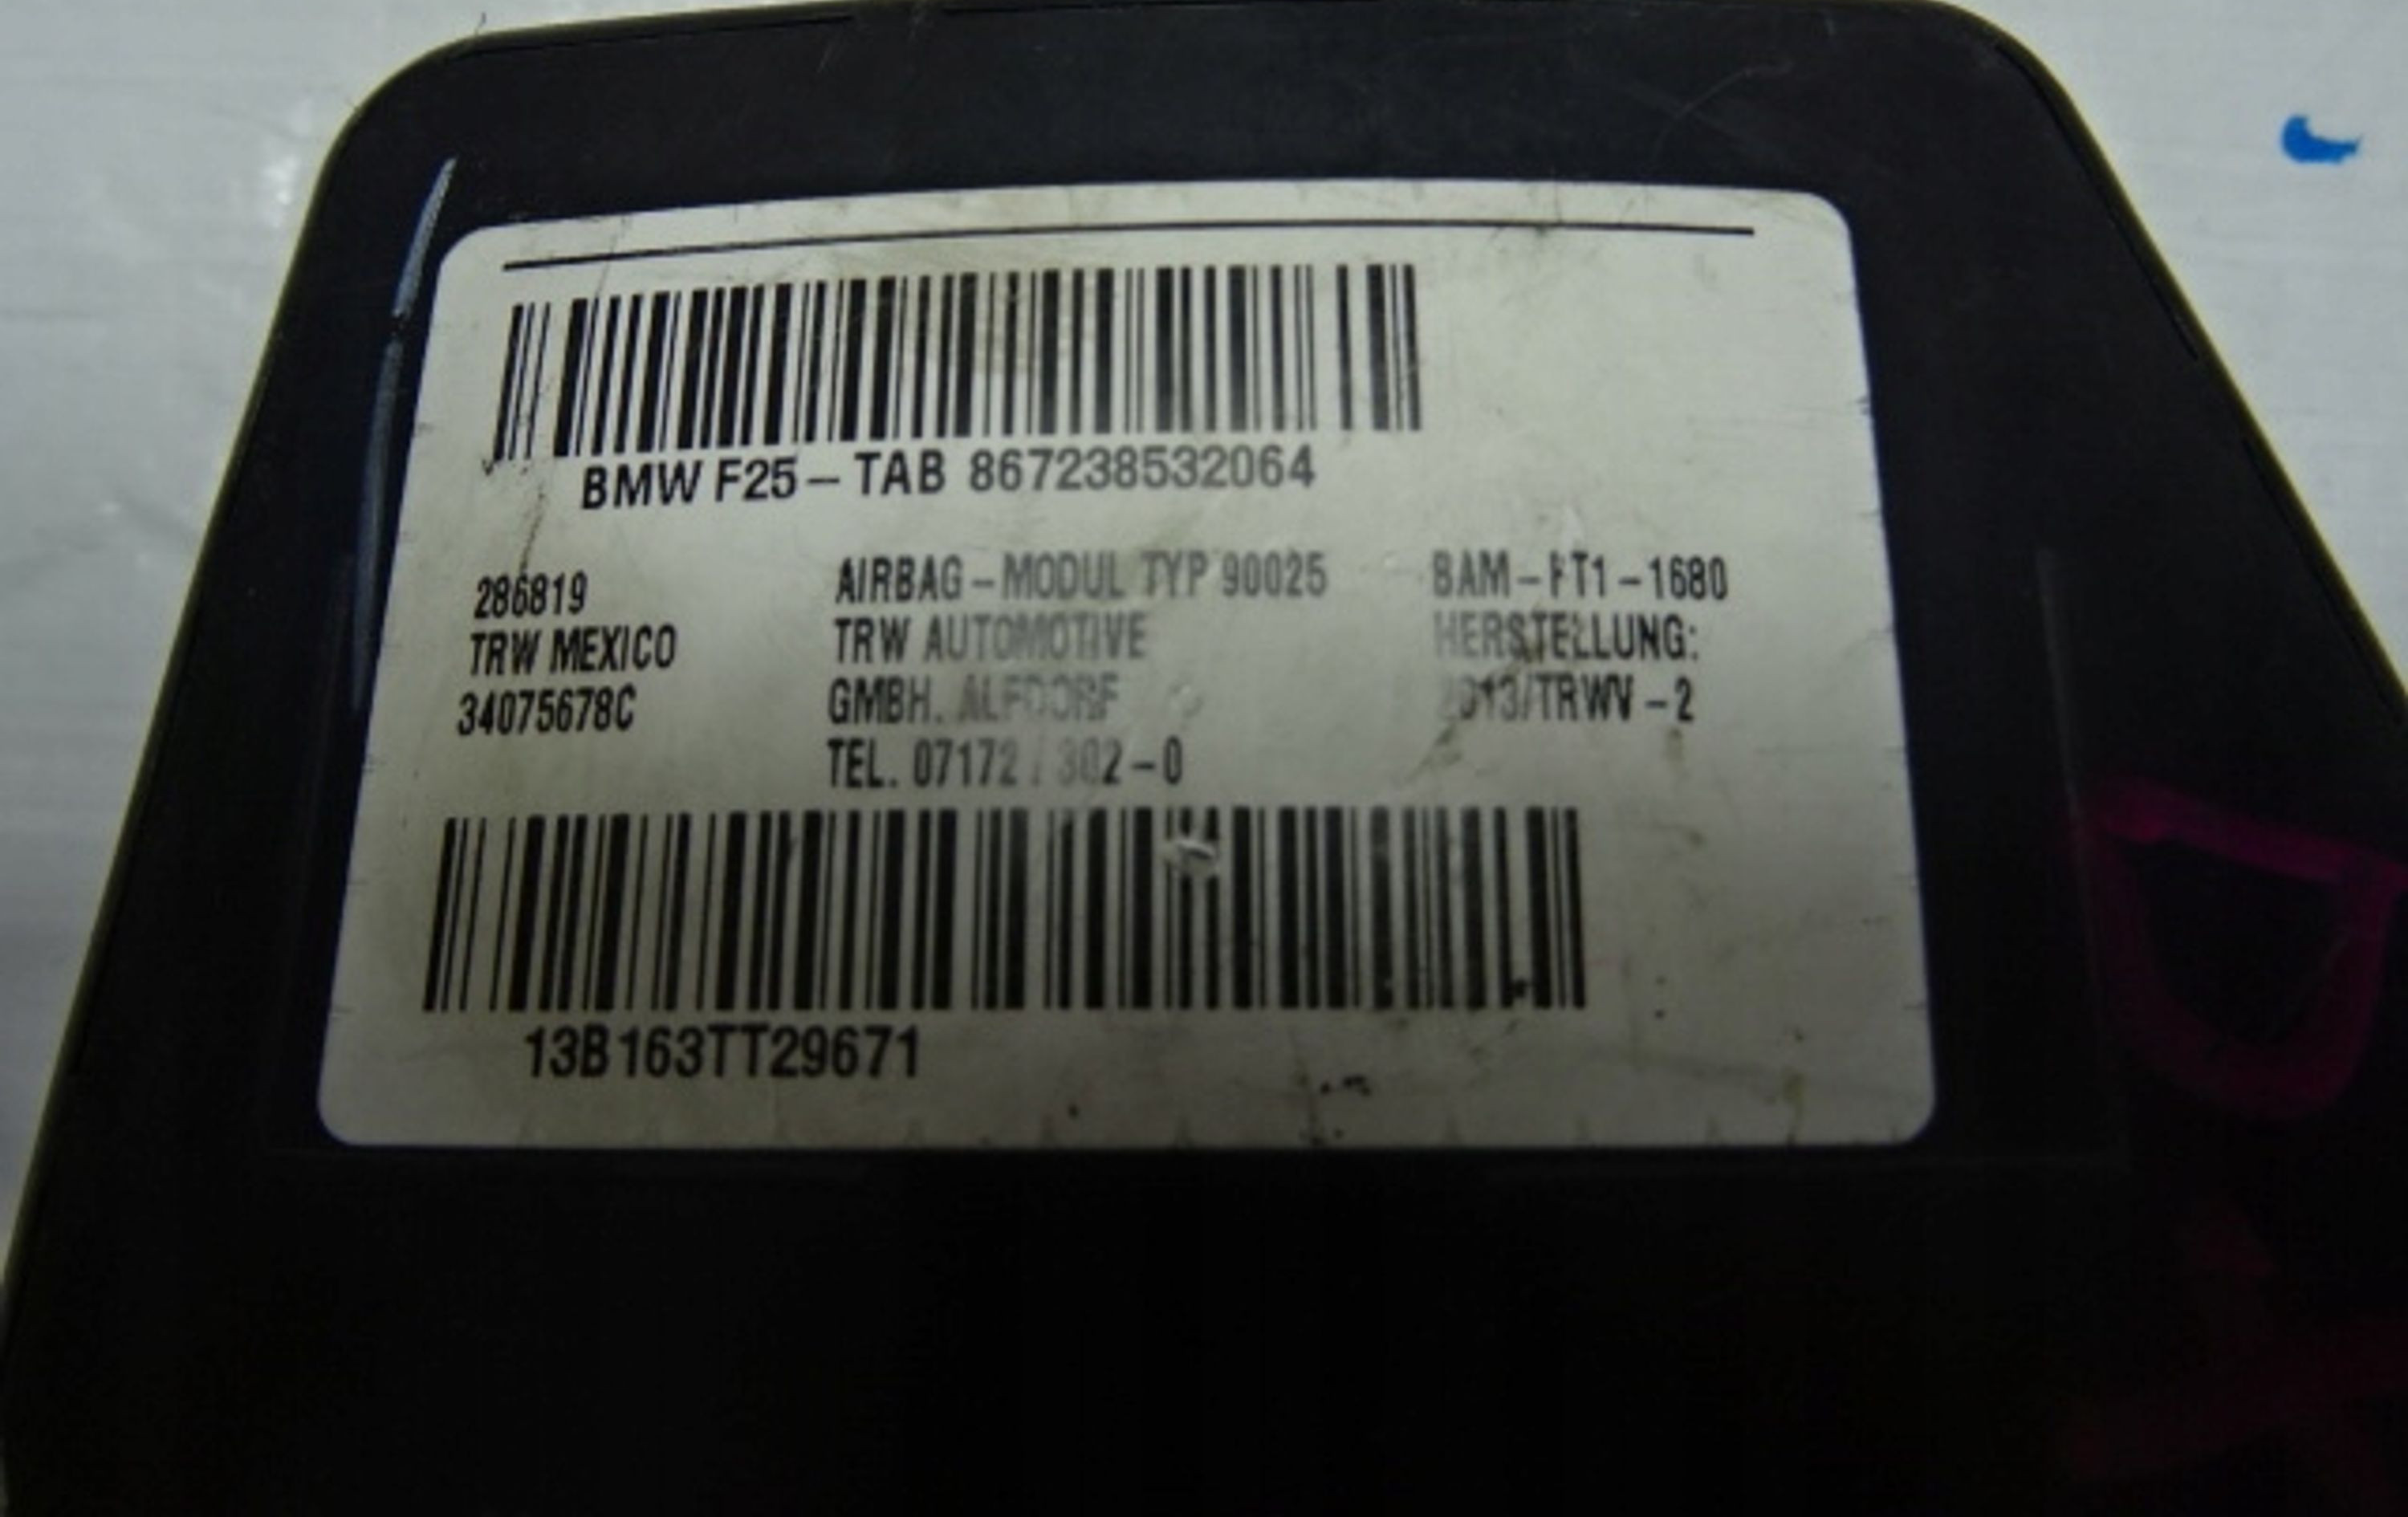 BMW F25-TAB 867238532064
286819 AIRBAG-MODUL TYP 90025 BAM-PT1-1680
TRW MEXICO TRW AUTOMOTIVE HERSTELLUNG:
34075678C GMBH. ALFDORF 2013/TRWV-2
TEL. 07172/302-0
13B163TT29671